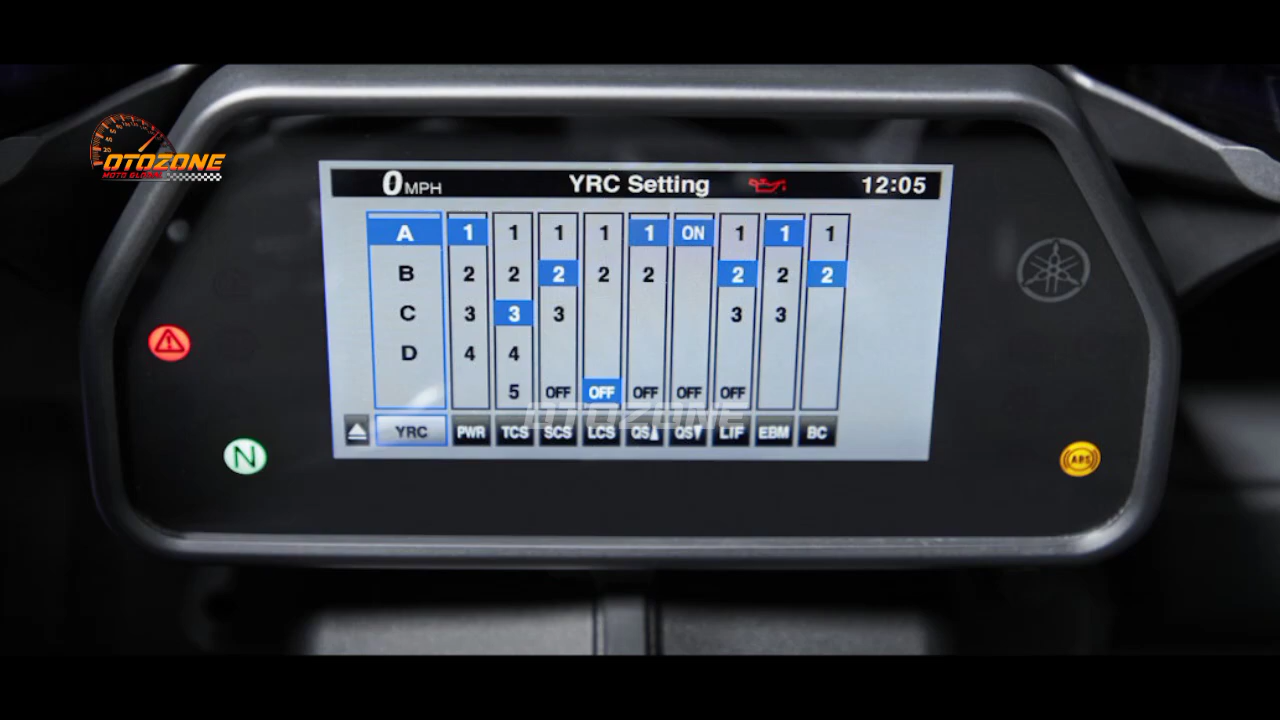 OTOZONE
MOTO GLOBAL
0 MPH YRC Setting 12:05
A 1 1 1 1 1 ON 1 1 1
B 2 2 2 2 2 2 2 2
C 3 3 3 3 3
D 4 4
5 OFF OFF OFF OFF OFF
OTOZONE
YRC PWR TCS SCS LCS QS QS LIF EBM BC
N
ABS